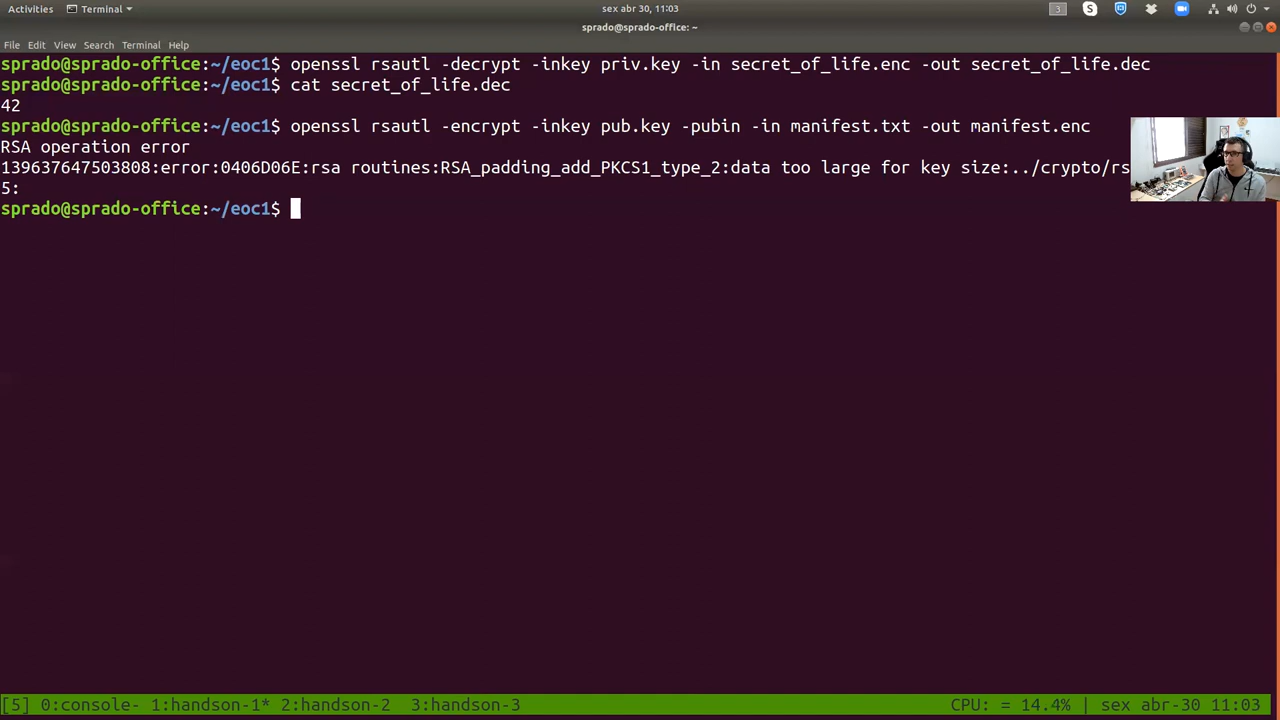 Activities Terminal sex abr 30, 11:03 3
sprado@sprado-office: ~
File Edit View Search Terminal Help
sprado@sprado-office:~/eoc1$ openssl rsautl -decrypt -inkey priv.key -in secret_of_life.enc -out secret_of_life.dec
sprado@sprado-office:~/eoc1$ cat secret_of_life.dec
42
sprado@sprado-office:~/eoc1$ openssl rsautl -encrypt -inkey pub.key -pubin -in manifest.txt -out manifest.enc
RSA operation error
139637647503808:error:0406D06E:rsa routines:RSA_padding_add_PKCS1_type_2:data too large for key size:../crypto/rs
5:
sprado@sprado-office:~/eoc1$
[5] 0:console- 1:handson-1* 2:handson-2 3:handson-3 CPU: = 14.4% | sex abr-30 11:03